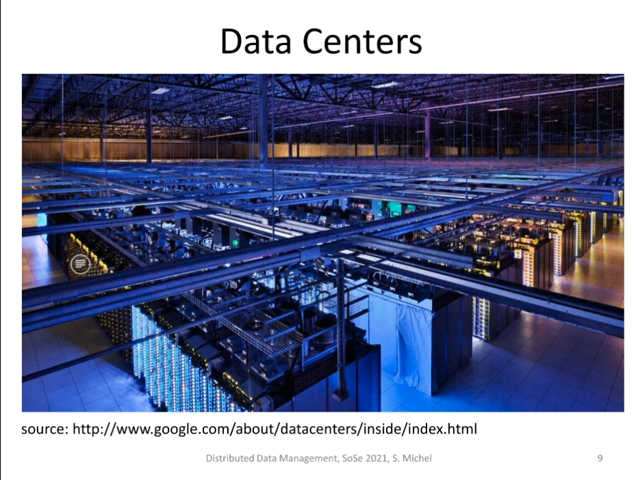 Data Centers
source: http://www.google.com/about/datacenters/inside/index.html
Distributed Data Management, SoSe 2021, S. Michel
9